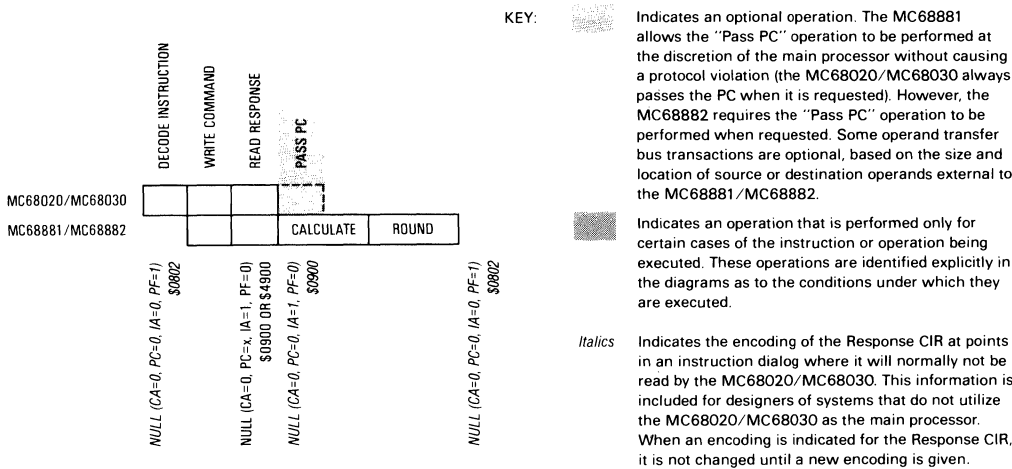 KEY:
Indicates an optional operation. The MC68881
allows the "Pass PC" operation to be performed at
the discretion of the main processor without causing
a protocol violation (the MC68020/MC68030 always
passes the PC when it is requested). However, the
MC68882 requires the "Pass PC" operation to be
performed when requested. Some operand transfer
bus transactions are optional, based on the size and
location of source or destination operands external to
the MC68881/MC68882.
Indicates an operation that is performed only for
certain cases of the instruction or operation being
executed. These operations are identified explicitly in
the diagrams as to the conditions under which they
are executed.
Italics
Indicates the encoding of the Response CIR at points
in an instruction dialog where it will normally not be
read by the MC68020/MC68030. This information is
included for designers of systems that do not utilize
the MC68020/MC68030 as the main processor.
When an encoding is indicated for the Response CIR,
it is not changed until a new encoding is given.
DECODE INSTRUCTION
WRITE COMMAND
READ RESPONSE
PASS PC
MC68020/MC68030
MC68881/MC68882
CALCULATE
ROUND
NULL (CA=0, PC=0, IA=0, PF=1)
$0802
NULL (CA=0, PC=x, IA=1, PF=0)
$0900 OR $4900
NULL (CA=0, PC=0, IA=1, PF=0)
$0900
NULL (CA=0, PC=0, IA=0, PF=1)
$0802